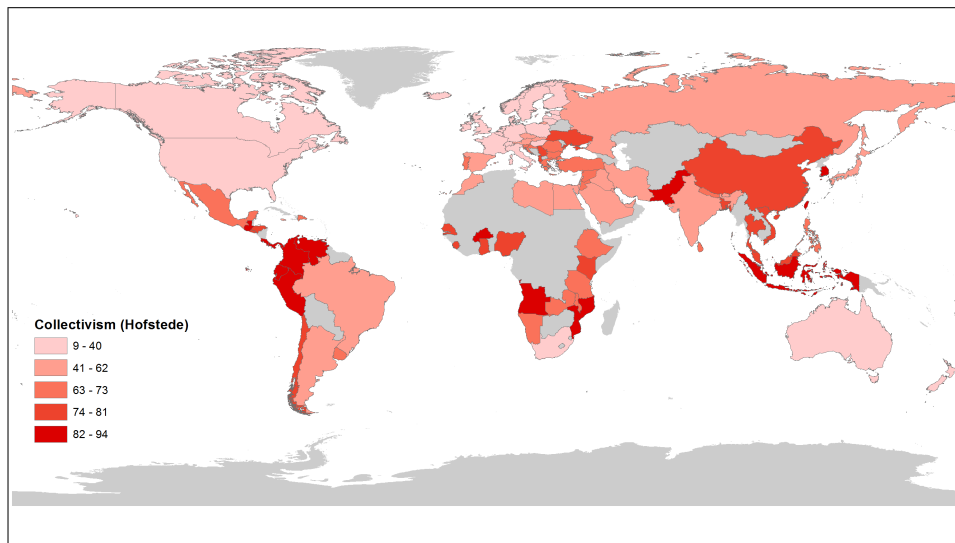 Collectivism (Hofstede)
9 - 40
41 - 62
63 - 73
74 - 81
82 - 94